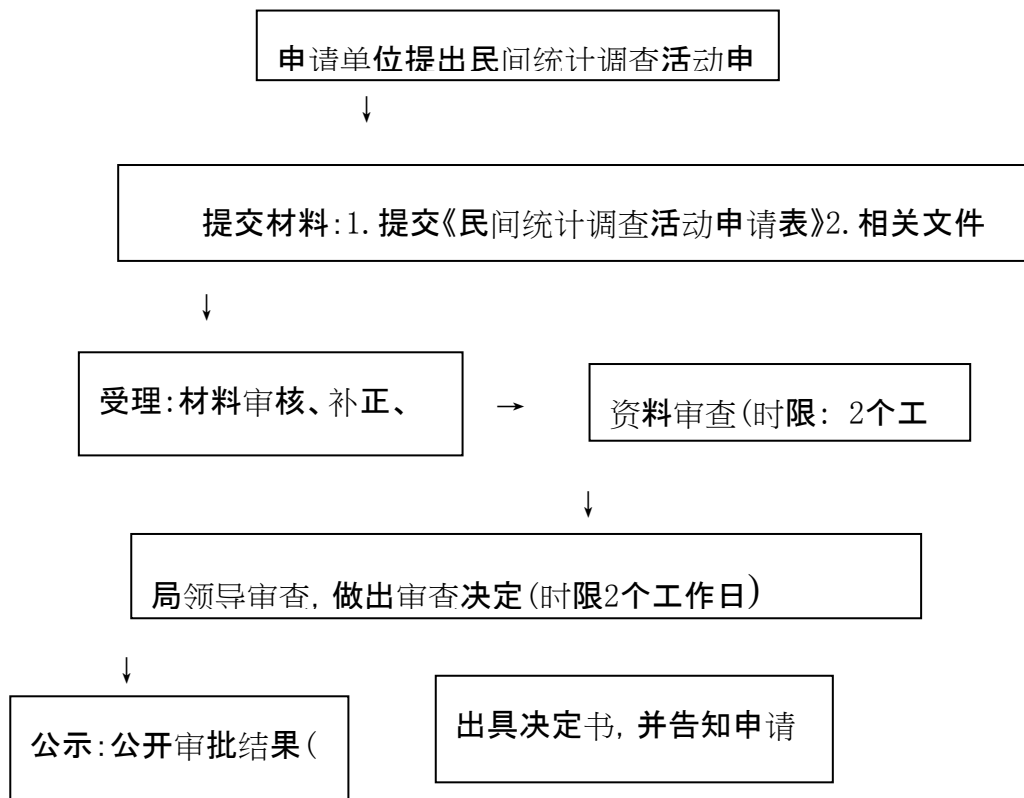 申请单位提出民间统计调查活动申
↓
提交材料:1.提交《民间统计调查活动申请表》2.相关文件
↓
受理:材料审核、补正、
→
资料审查(时限: 2个工
↓
局领导审查,做出审查决定(时限2个工作日)
↓
公示:公开审批结果(
出具决定书,并告知申请